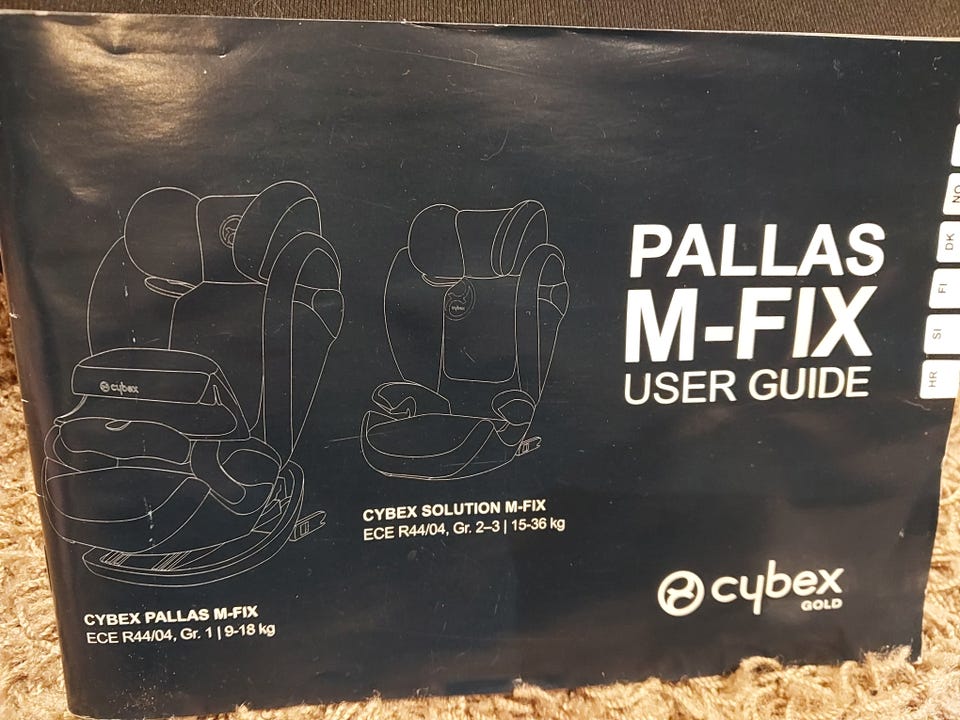 PALLAS
M-FIX
USER GUIDE
NO
DK
FI
SI
HR
cybex
cybex
CYBEX SOLUTION M-FIX
ECE R44/04, Gr. 2–3 | 15-36 kg
CYBEX PALLAS M-FIX
ECE R44/04, Gr. 1 | 9-18 kg
cybex
GOLD